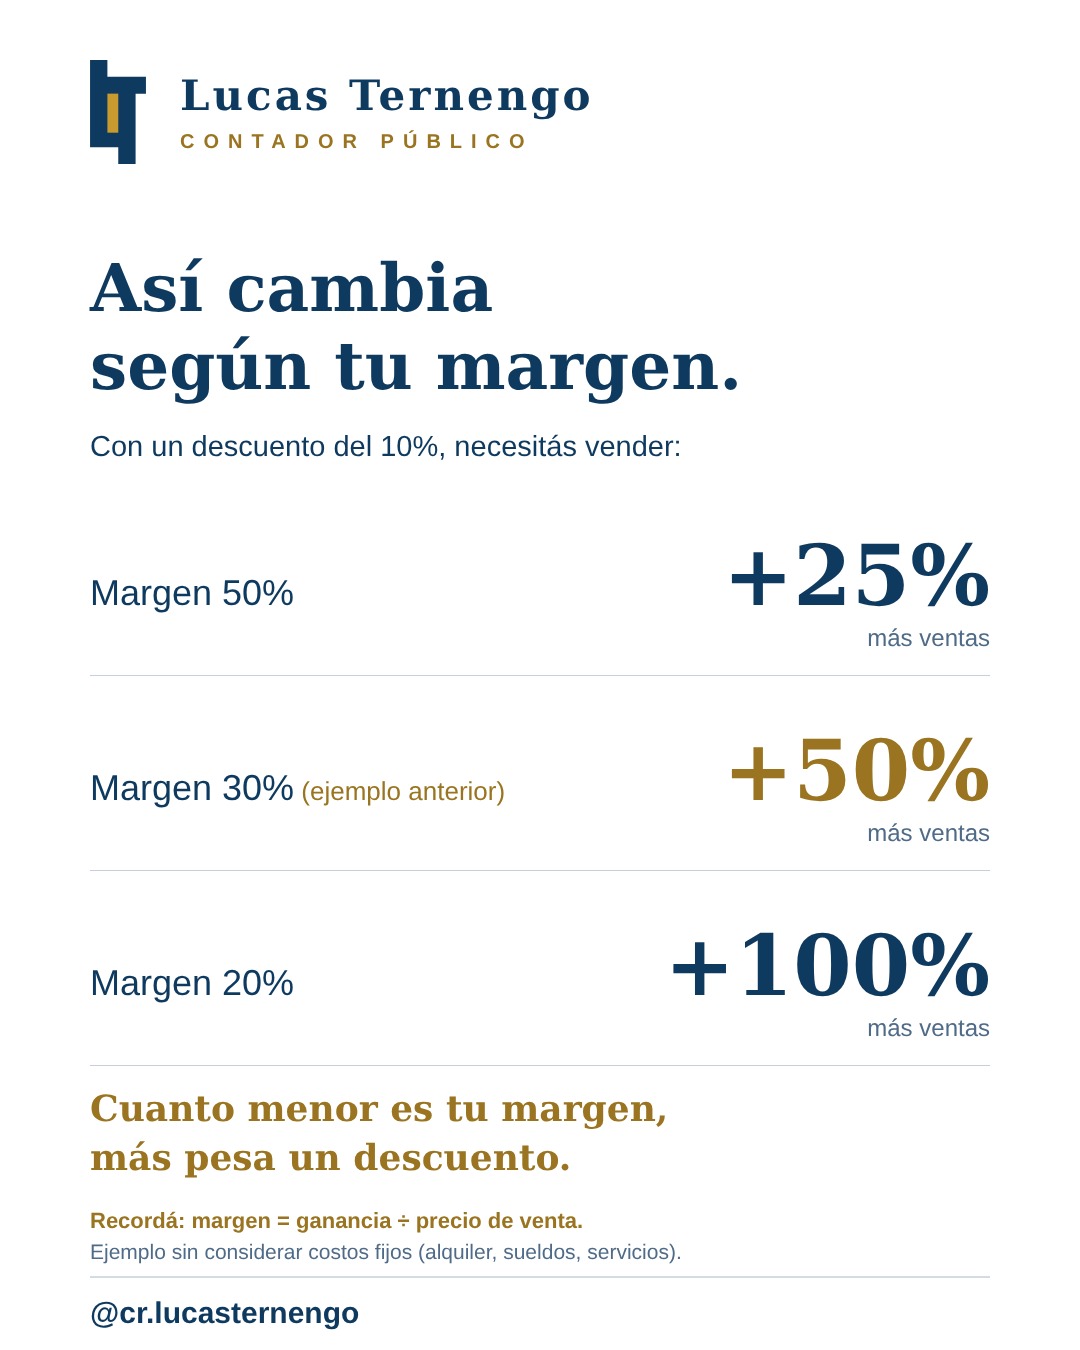 Lucas Ternengo
CONTADOR PÚBLICO
Así cambia
según tu margen.
Con un descuento del 10%, necesitás vender:
Margen 50%
+25%
más ventas
Margen 30% (ejemplo anterior)
+50%
más ventas
Margen 20%
+100%
más ventas
Cuanto menor es tu margen,
más pesa un descuento.
Recordá: margen = ganancia ÷ precio de venta.
Ejemplo sin considerar costos fijos (alquiler, sueldos, servicios).
@cr.lucasternengo